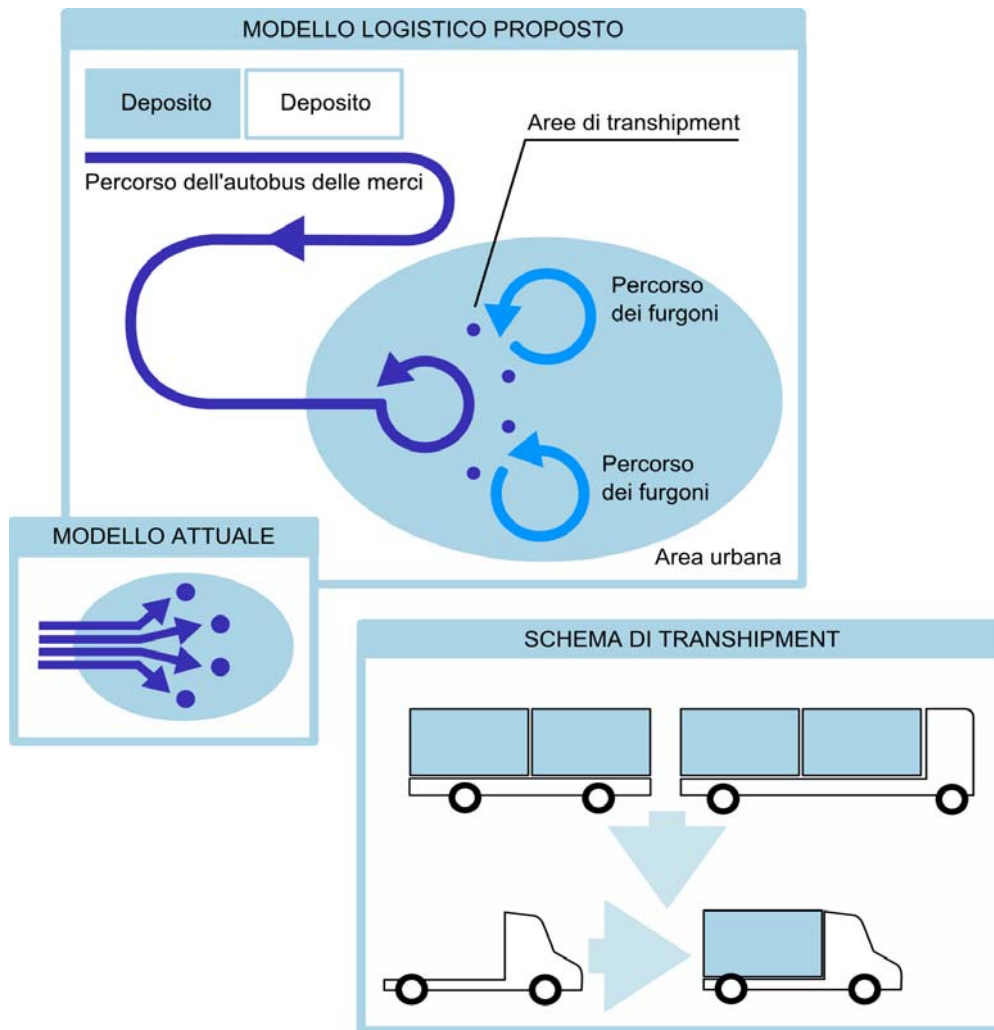 MODELLO LOGISTICO PROPOSTO
Deposito
Deposito
Aree di transhipment
Percorso dell'autobus delle merci
Percorso
dei furgoni
Percorso
dei furgoni
Area urbana
MODELLO ATTUALE
SCHEMA DI TRANSHIPMENT